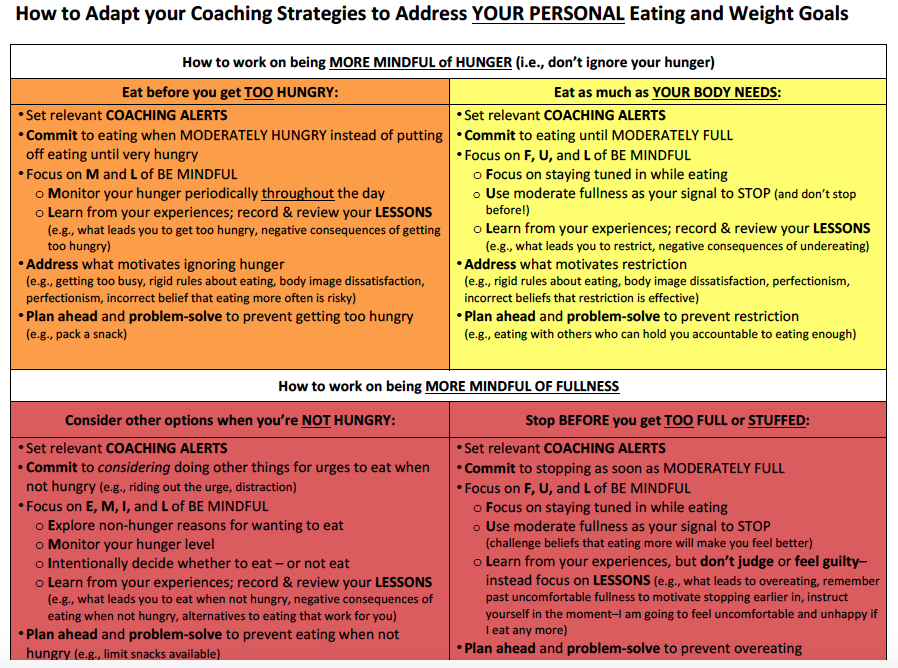 How to Adapt your Coaching Strategies to Address YOUR PERSONAL Eating and Weight Goals
How to work on being MORE MINDFUL of HUNGER (i.e., don't ignore your hunger)
Eat before you get TOO HUNGRY:
• Set relevant COACHING ALERTS
• Commit to eating when MODERATELY HUNGRY instead of putting
off eating until very hungry
• Focus on M and L of BE MINDFUL
o Monitor your hunger periodically throughout the day
o Learn from your experiences; record & review your LESSONS
(e.g., what leads you to get too hungry, negative consequences of getting
too hungry)
• Address what motivates ignoring hunger
(e.g., getting too busy, rigid rules about eating, body image dissatisfaction,
perfectionism, incorrect belief that eating more often is risky)
• Plan ahead and problem-solve to prevent getting too hungry
(e.g., pack a snack)
Eat as much as YOUR BODY NEEDS:
• Set relevant COACHING ALERTS
• Commit to eating until MODERATELY FULL
• Focus on F, U, and L of BE MINDFUL
o Focus on staying tuned in while eating
o Use moderate fullness as your signal to STOP (and don't stop
before!)
o Learn from your experiences; record & review your LESSONS
(e.g., what leads you to restrict, negative consequences of undereating)
• Address what motivates restriction
(e.g., rigid rules about eating, body image dissatisfaction, perfectionism,
incorrect beliefs that restriction is effective)
• Plan ahead and problem-solve to prevent restriction
(e.g., eating with others who can hold you accountable to eating enough)
How to work on being MORE MINDFUL OF FULLNESS
Consider other options when you're NOT HUNGRY:
• Set relevant COACHING ALERTS
• Commit to considering doing other things for urges to eat when
not hungry (e.g., riding out the urge, distraction)
• Focus on E, M, I, and L of BE MINDFUL
o Explore non-hunger reasons for wanting to eat
o Monitor your hunger level
o Intentionally decide whether to eat – or not eat
o Learn from your experiences; record & review your LESSONS
(e.g., what leads you to eat when not hungry, negative consequences of
eating when not hungry, alternatives to eating that work for you)
• Plan ahead and problem-solve to prevent eating when not
hungry (e.g., limit snacks available)
Stop BEFORE you get TOO FULL or STUFFED:
• Set relevant COACHING ALERTS
• Commit to stopping as soon as MODERATELY FULL
• Focus on F, U, and L of BE MINDFUL
o Focus on staying tuned in while eating
o Use moderate fullness as your signal to STOP
(challenge beliefs that eating more will make you feel better)
o Learn from your experiences, but don't judge or feel guilty–
instead focus on LESSONS (e.g., what leads to overeating, remember
past uncomfortable fullness to motivate stopping earlier in, instruct
yourself in the moment–I am going to feel uncomfortable and unhappy if
I eat any more)
• Plan ahead and problem-solve to prevent overeating